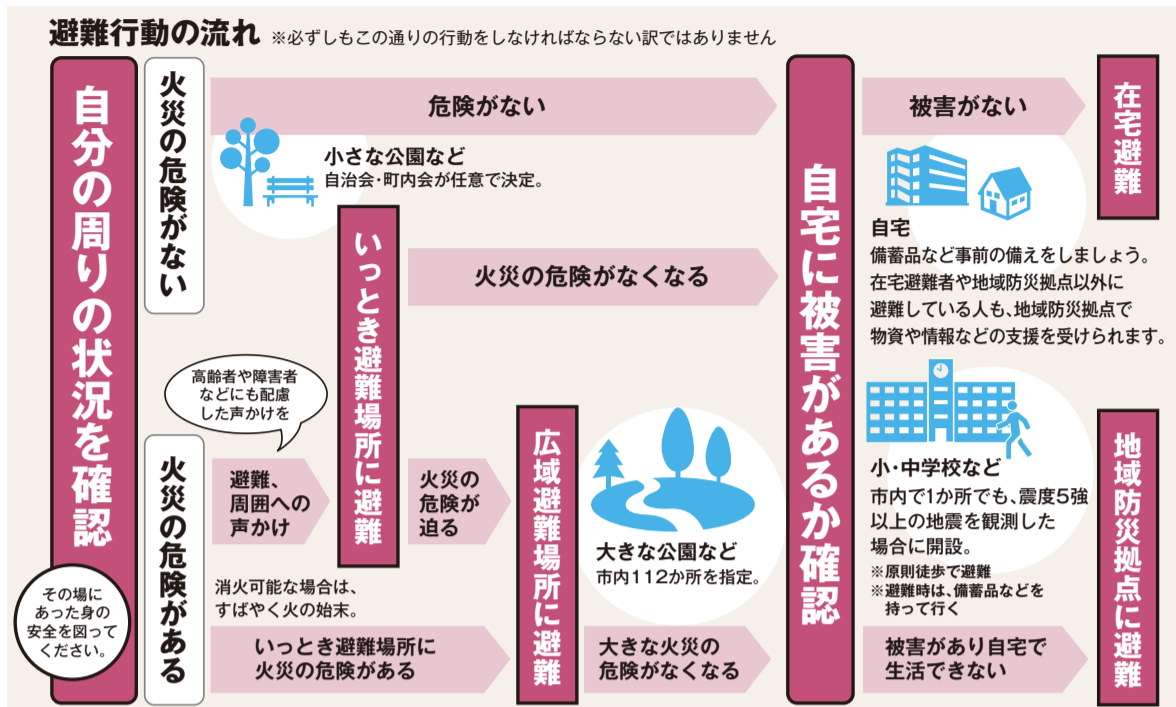 避難行動の流れ ※必ずしもこの通りの行動をしなければならない訳ではありません
自分の周りの状況を確認
その場に
あった身の
安全を図って
ください。
火災の危険がない
危険がない
小さな公園など
自治会・町内会が任意で決定。
火災の危険がある
高齢者や障害者
などにも配慮
した声かけを
避難、
周囲への
声かけ
消火可能な場合は、
すばやく火の始末。
いっとき避難場所に
火災の危険がある
いっとき避難場所に避難
火災の危険がなくなる
火災の
危険が
迫る
広域避難場所に避難
大きな公園など
市内112か所を指定。
大きな火災の
危険がなくなる
自宅に被害があるか確認
被害がない
在宅避難
自宅
備蓄品など事前の備えをしましょう。
在宅避難者や地域防災拠点以外に
避難している人も、地域防災拠点で
物資や情報などの支援を受けられます。
小・中学校など
市内で1か所でも、震度5強
以上の地震を観測した
場合に開設。
※原則徒歩で避難
※避難時は、備蓄品などを
持って行く
被害があり自宅で
生活できない
地域防災拠点に避難